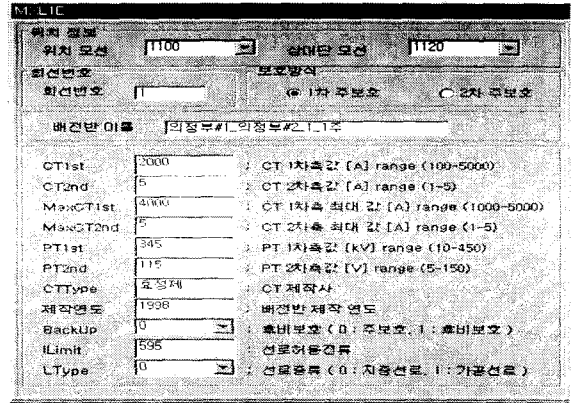 위치 정보
위치 모선 1100 상대단 모선 1120
회선번호 보호방식
회선번호 1 1차 주보호 2차 주보호
배전반 이름 의정부#1_의정부#2_1_1주
CT1st 2000 ; CT 1차측값 [A] range (100-5000)
CT2nd 5 ; CT 2차측값 [A] range (1-5)
MaxCT1st 4000 ; CT 1차측 최대 값 [A] range (1000-5000)
MaxCT2nd 5 ; CT 2차측 최대 값 [A] range (1-5)
PT1st 345 ; PT 1차측값 [kV] range (10-450)
PT2nd 115 ; PT 2차측값 [V] range (5-150)
CTType 효성제 ; CT 제작사
제작연도 1998 ; 배전반 제작 연도
BackUp 0 ; 후비보호 ( 0 : 주보호, 1 : 후비보호 )
ILimit 595 ; 선로허용전류
LType 0 ; 선로종류 ( 0 : 지중선로, 1 : 가공선로 )